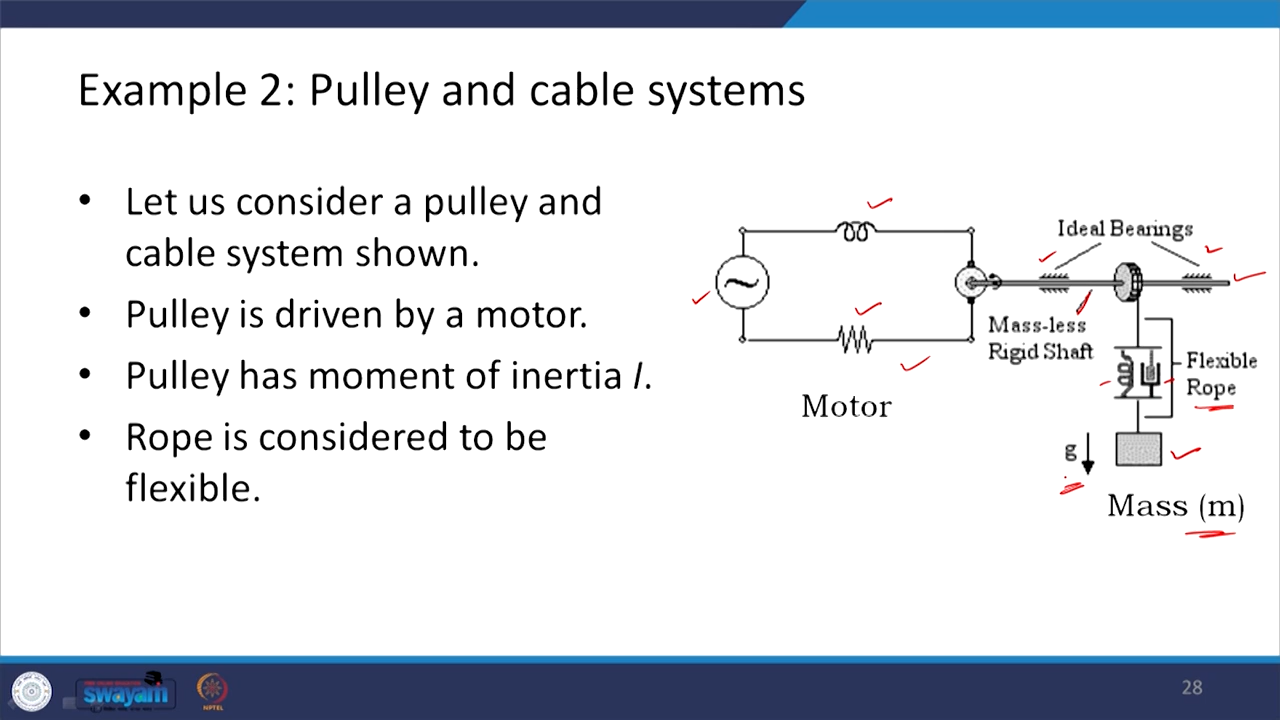 Example 2: Pulley and cable systems
• Let us consider a pulley and
cable system shown.
• Pulley is driven by a motor.
• Pulley has moment of inertia I.
• Rope is considered to be
flexible.
Ideal Bearings
Mass-less
Rigid Shaft
Flexible
Rope
Motor
g
Mass (m)
swayam
NPTEL
28